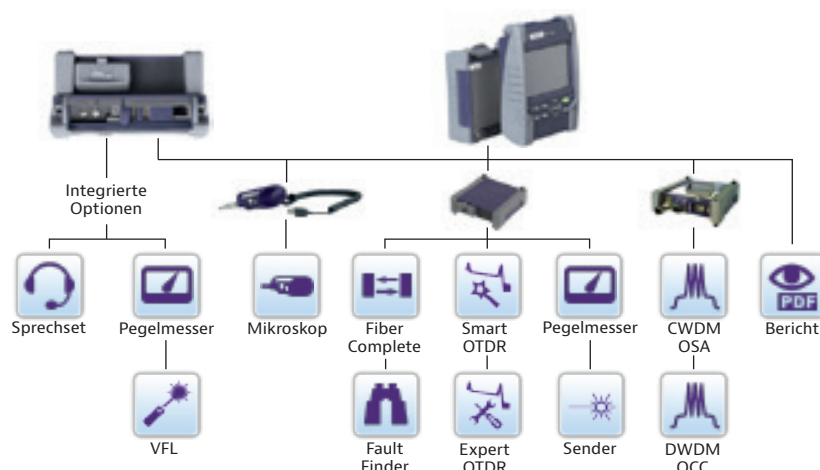 Integrierte
Optionen
Sprechset
Pegelmesser
Mikroskop
Fiber
Complete
Smart
OTDR
Pegelmesser
CWDM
OSA
PDF
Bericht
VFL
Fault
Finder
Expert
OTDR
Sender
DWDM
OCC